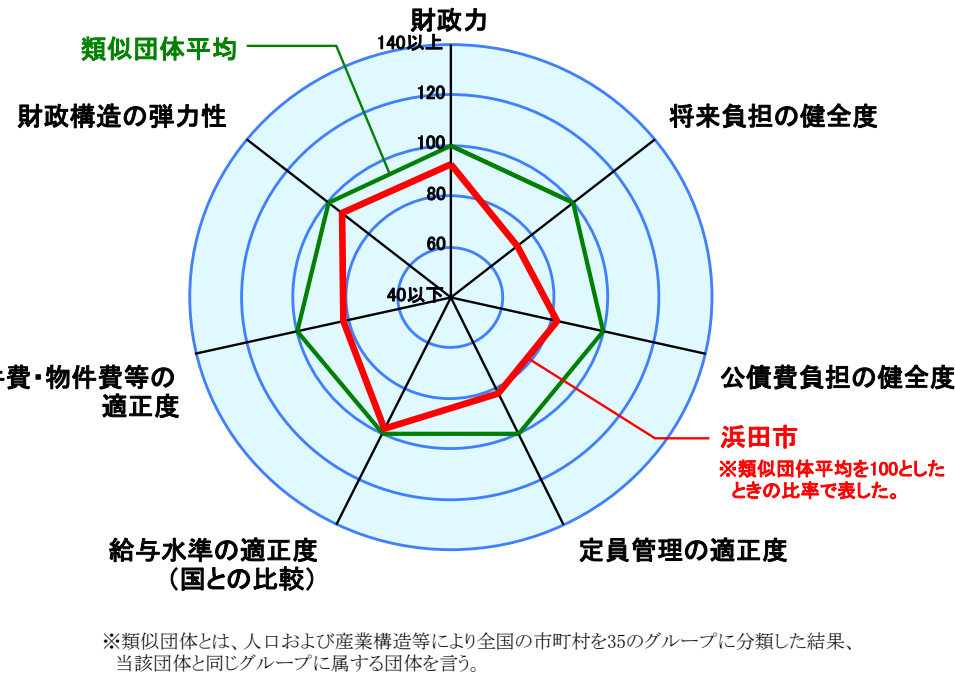 財政力
140以上
類似団体平均
120
財政構造の弾力性
将来負担の健全度
100
80
60
40以下
費・物件費等の
適正度
公債費負担の健全度
浜田市
※類似団体平均を100とした
ときの比率で表した。
給与水準の適正度
（国との比較）
定員管理の適正度
※類似団体とは、人口および産業構造等により全国の市町村を35のグループに分類した結果、
当該団体と同じグループに属する団体を言う。